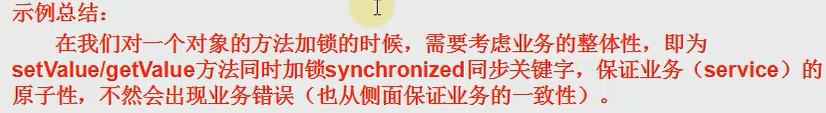 示例总结：
在我们对一个对象的方法加锁的时候，需要考虑业务的整体性，即为
setValue/getValue方法同时加锁synchronized同步关键字，保证业务（service）的
原子性，不然会出现业务错误（也从侧面保证业务的一致性）。